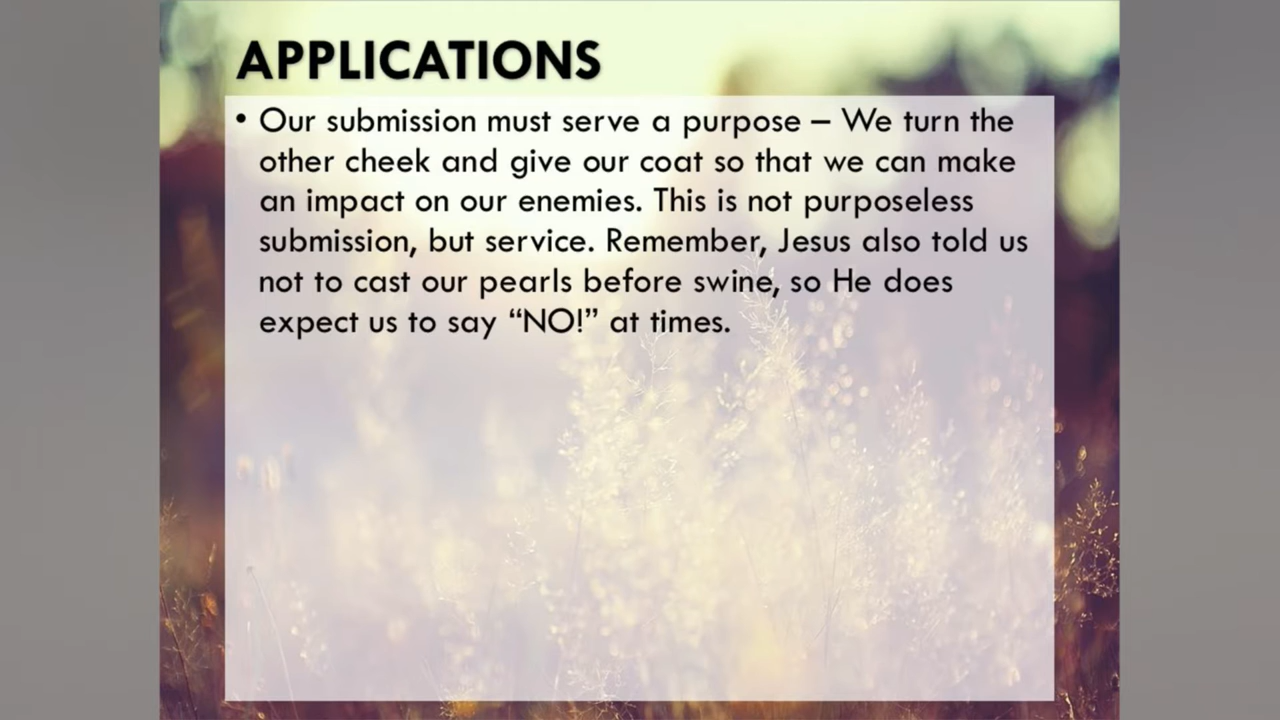 APPLICATIONS
• Our submission must serve a purpose – We turn the
other cheek and give our coat so that we can make
an impact on our enemies. This is not purposeless
submission, but service. Remember, Jesus also told us
not to cast our pearls before swine, so He does
expect us to say “NO!” at times.